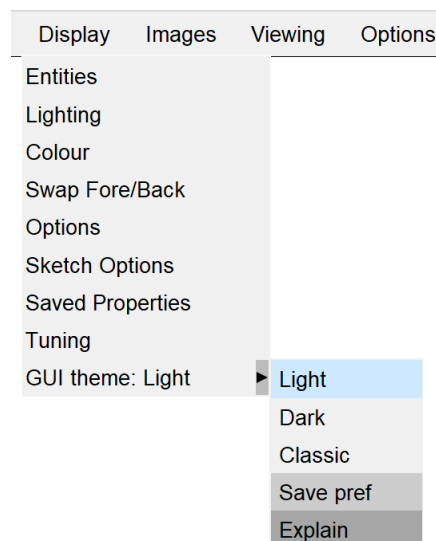 Display Images Viewing Options
Entities
Lighting
Colour
Swap Fore/Back
Options
Sketch Options
Saved Properties
Tuning
GUI theme: Light ▶ Light
Dark
Classic
Save pref
Explain